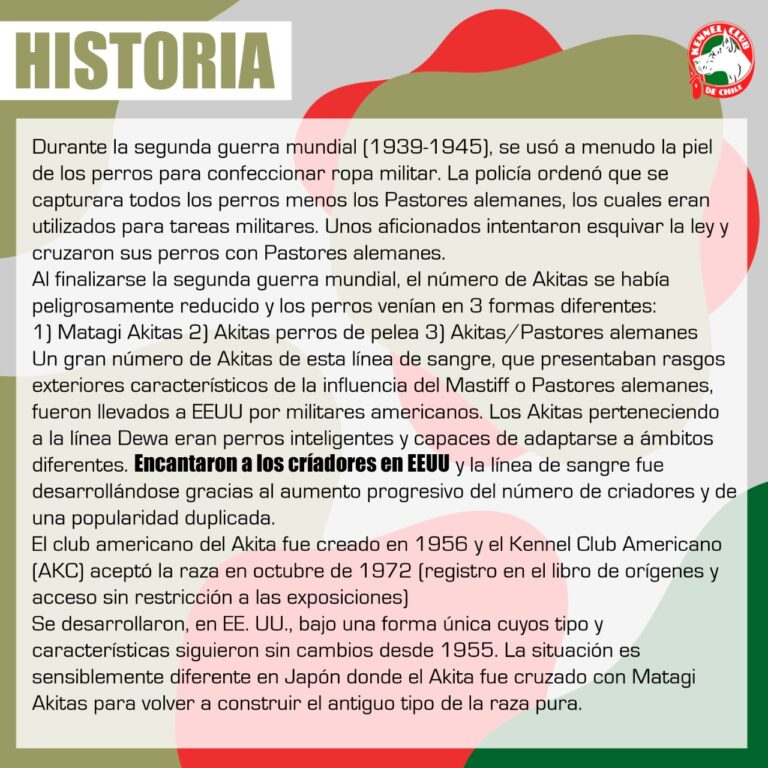 HISTORIA
KENNEL CLUB
DE CHILE
Durante la segunda guerra mundial (1939-1945), se usó a menudo la piel
de los perros para confeccionar ropa militar. La policía ordenó que se
capturara todos los perros menos los Pastores alemanes, los cuales eran
utilizados para tareas militares. Unos aficionados intentaron esquivar la ley y
cruzaron sus perros con Pastores alemanes.
Al finalizarse la segunda guerra mundial, el número de Akitas se había
peligrosamente reducido y los perros venían en 3 formas diferentes:
1) Matagi Akitas 2) Akitas perros de pelea 3) Akitas/Pastores alemanes
Un gran número de Akitas de esta línea de sangre, que presentaban rasgos
exteriores característicos de la influencia del Mastiff o Pastores alemanes,
fueron llevados a EEUU por militares americanos. Los Akitas perteneciendo
a la línea Dewa eran perros inteligentes y capaces de adaptarse a ámbitos
diferentes. Encantaron a los críadores en EEUU y la línea de sangre fue
desarrollándose gracias al aumento progresivo del número de criadores y de
una popularidad duplicada.
El club americano del Akita fue creado en 1956 y el Kennel Club Americano
(AKC) aceptó la raza en octubre de 1972 (registro en el libro de orígenes y
acceso sin restricción a las exposiciones)
Se desarrollaron, en EE. UU., bajo una forma única cuyos tipo y
características siguieron sin cambios desde 1955. La situación es
sensiblemente diferente en Japón donde el Akita fue cruzado con Matagi
Akitas para volver a construir el antiguo tipo de la raza pura.